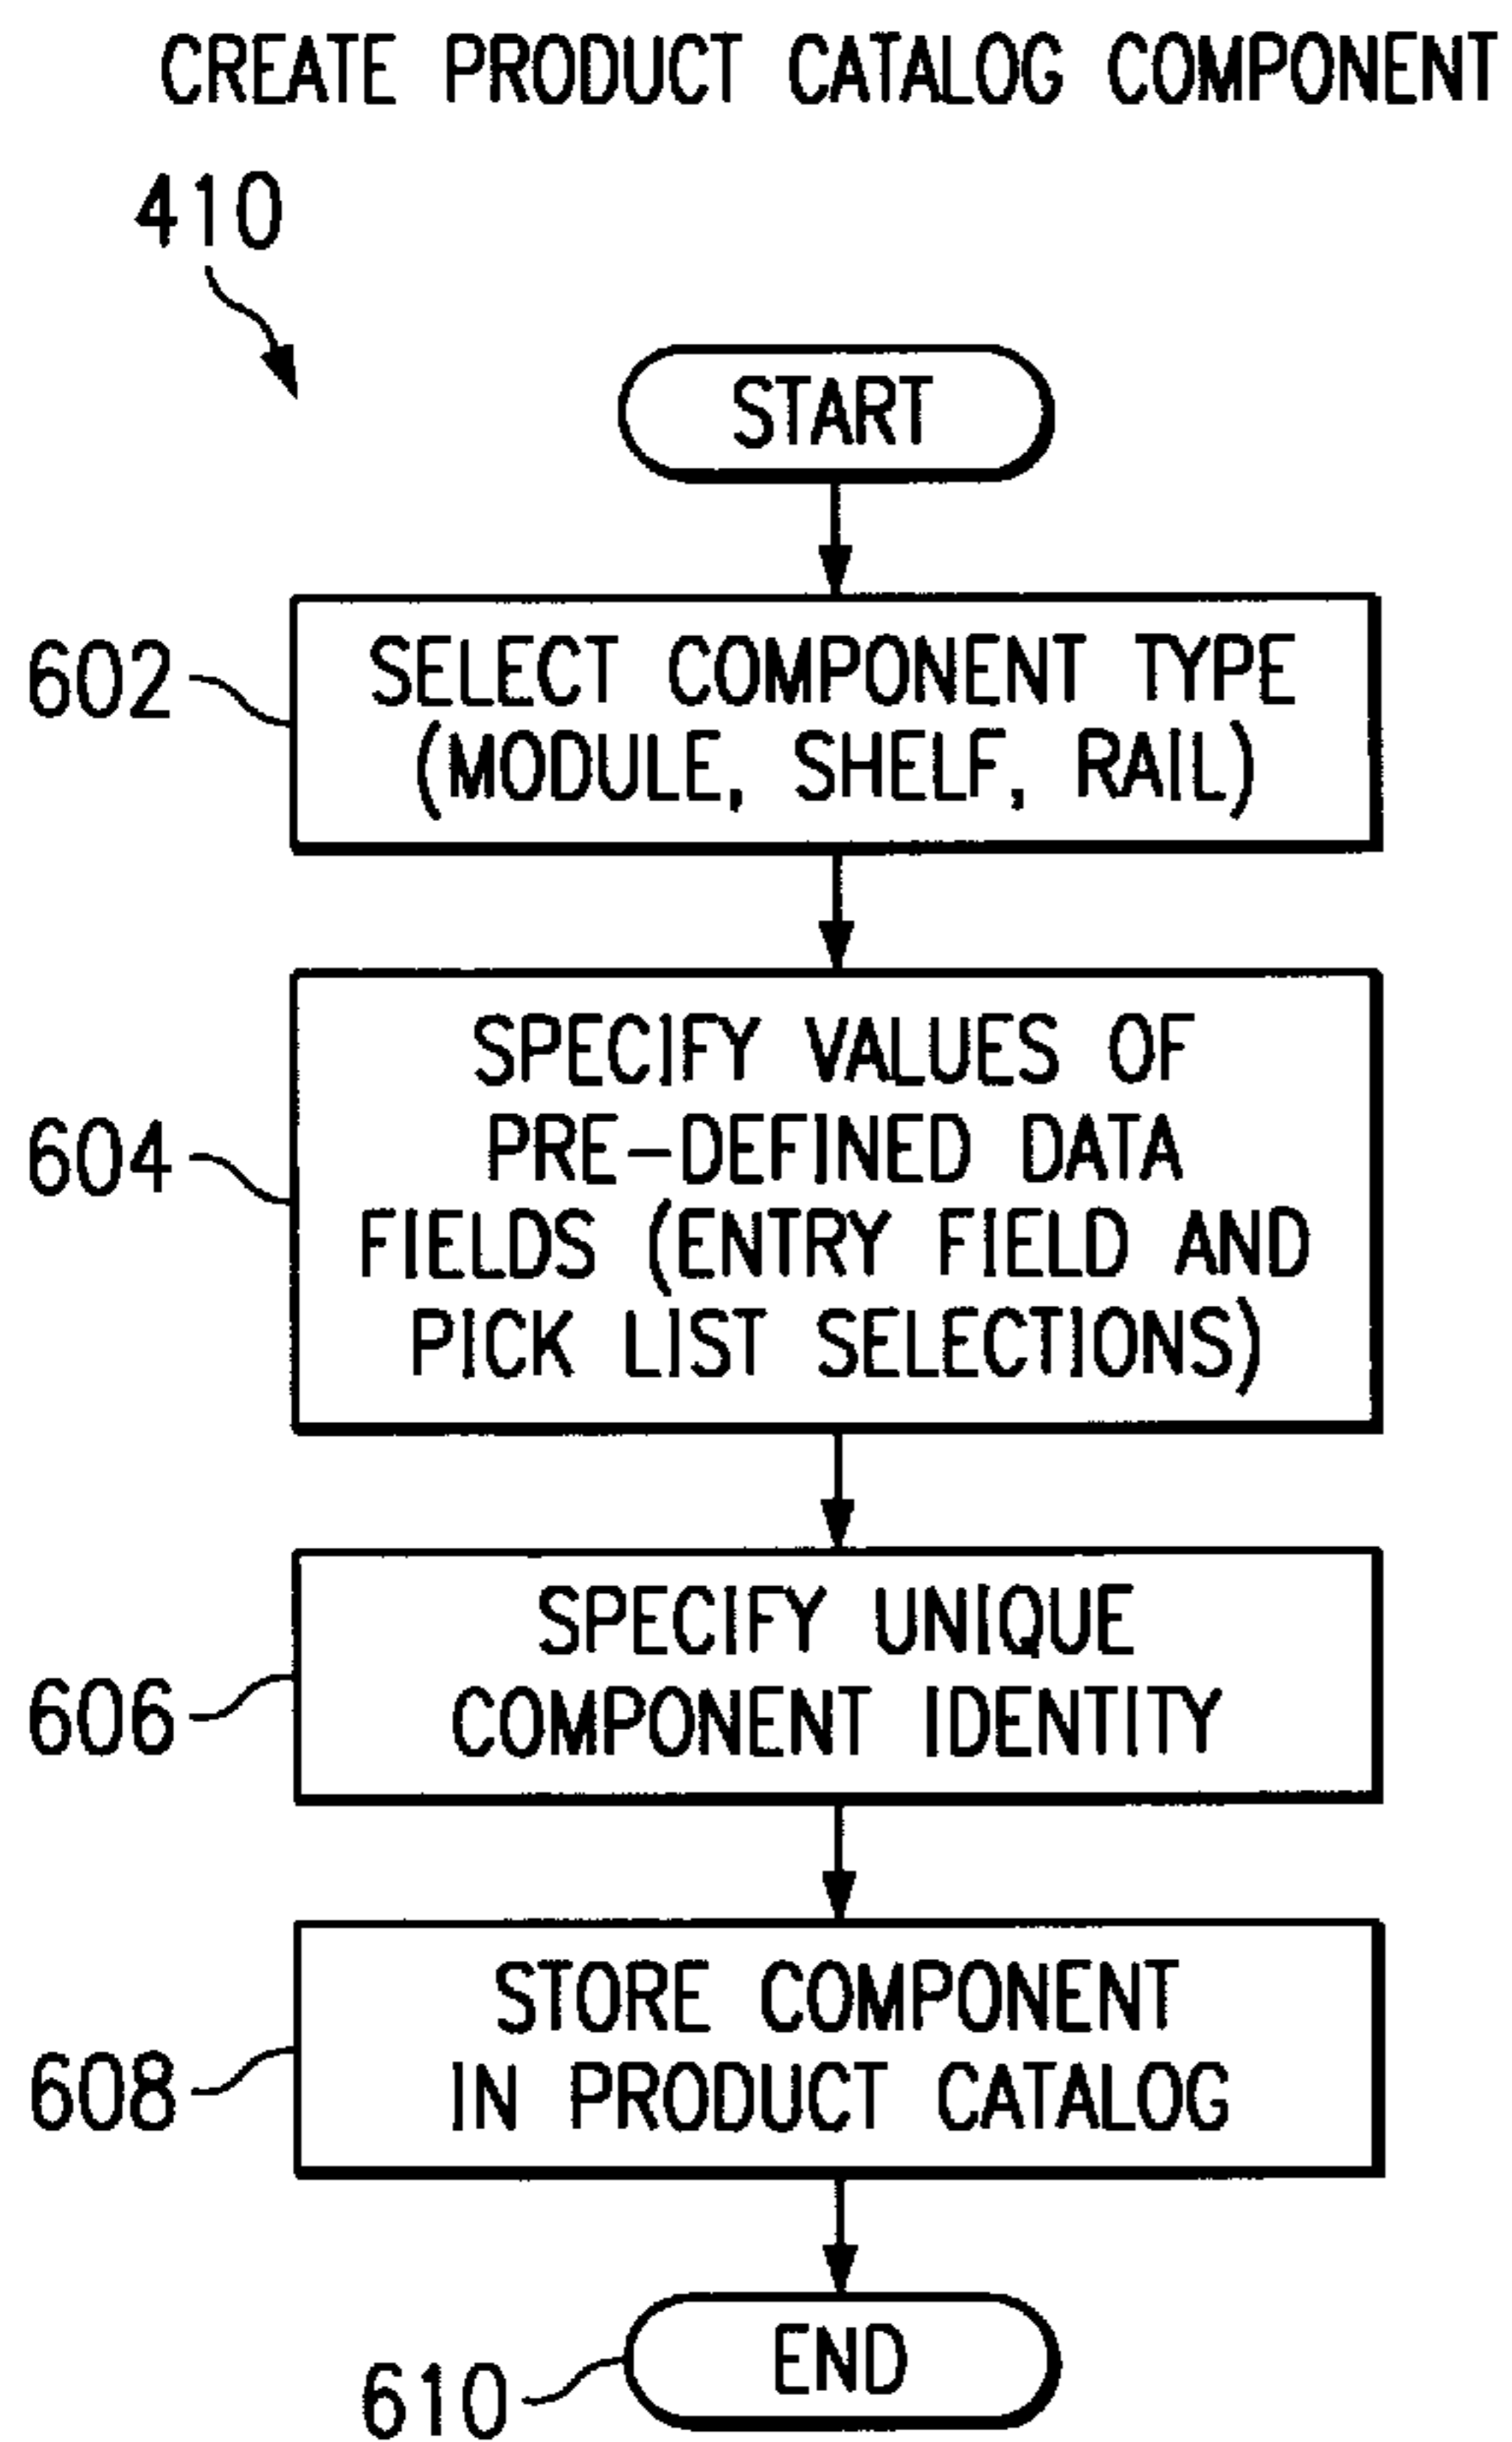 CREATE PRODUCT CATALOG COMPONENT
410
START
602
SELECT COMPONENT TYPE
(MODULE, SHELF, RAIL)
604
SPECIFY VALUES OF
PRE-DEFINED DATA
FIELDS (ENTRY FIELD AND
PICK LIST SELECTIONS)
606
SPECIFY UNIQUE
COMPONENT IDENTITY
608
STORE COMPONENT
IN PRODUCT CATALOG
610
END